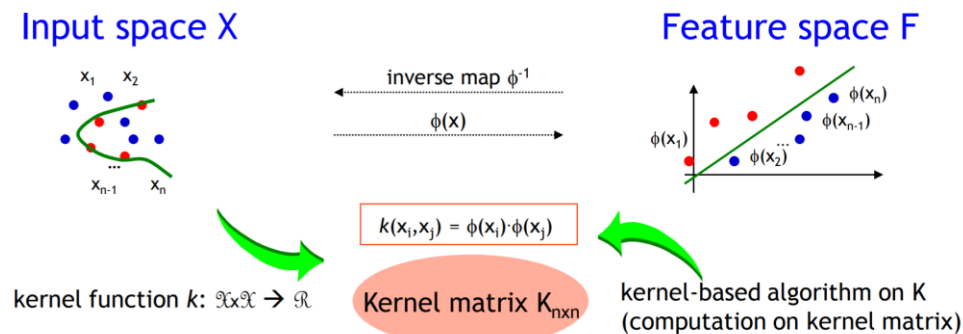 Input space X
Feature space F
x₁ x₂
inverse map ϕ⁻¹
ϕ(x)
...
xₙ₋₁ xₙ
ϕ(xₙ)
ϕ(xₙ₋₁)
ϕ(x₁)
...
ϕ(x₂)
k(xᵢ,xⱼ) = ϕ(xᵢ)·ϕ(xⱼ)
kernel function k: 𝒳x𝒳 → ℛ
Kernel matrix Kₙₓₙ
kernel-based algorithm on K
(computation on kernel matrix)